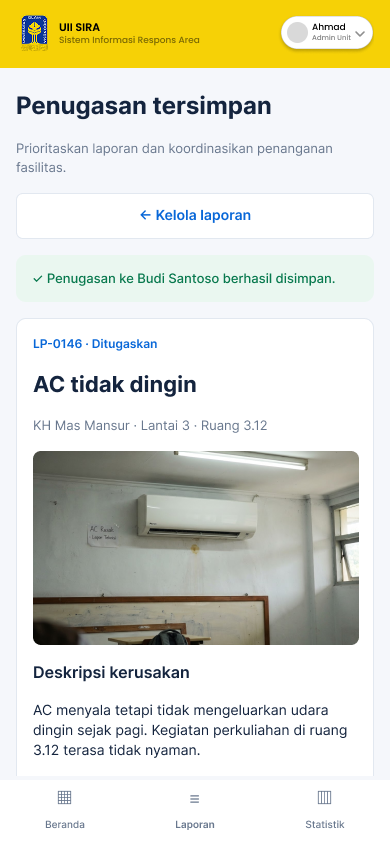 UII SIRA
Sistem Informasi Respons Area
Ahmad
Admin Unit
Penugasan tersimpan
Prioritaskan laporan dan koordinasikan penanganan
fasilitas.
← Kelola laporan
✓ Penugasan ke Budi Santoso berhasil disimpan.
LP-0146 · Ditugaskan
AC tidak dingin
KH Mas Mansur · Lantai 3 · Ruang 3.12
AC Rusak
Deskripsi kerusakan
AC menyala tetapi tidak mengeluarkan udara
dingin sejak pagi. Kegiatan perkuliahan di ruang
3.12 terasa tidak nyaman.
Beranda
Laporan
Statistik